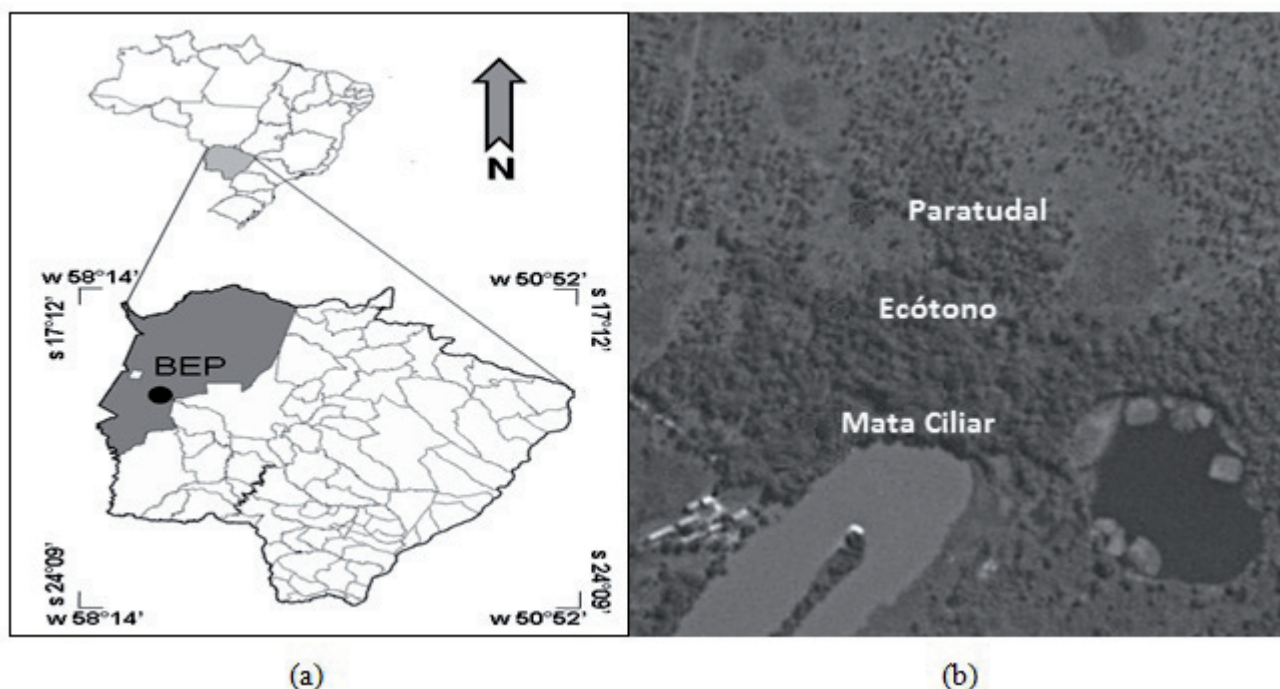 N
w 58°14'
w 50°52'
s 17°12'
s 17°12'
BEP
s 24°09'
s 24°09'
w 58°14'
w 50°52'
(a)
Paratudal
Ecótono
Mata Ciliar
(b)